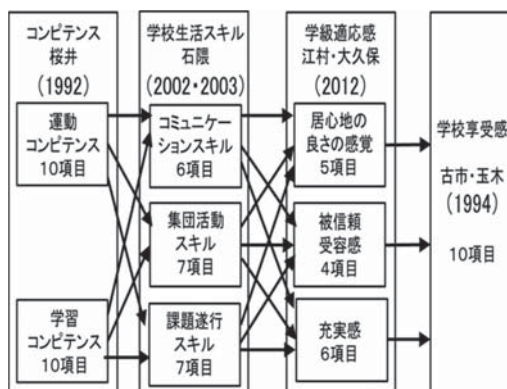 コンピテンス
桜井
(1992)
運動
コンピテンス
10項目
学習
コンピテンス
10項目
学校生活スキル
石隈
(2002・2003)
コミュニケー
ションスキル
6項目
集団活動
スキル
7項目
課題遂行
スキル
7項目
学級適応感
江村・大久保
(2012)
居心地の
良さの感覚
5項目
被信頼
受容感
4項目
充実感
6項目
学校享受感
古市・玉木
(1994)
10項目